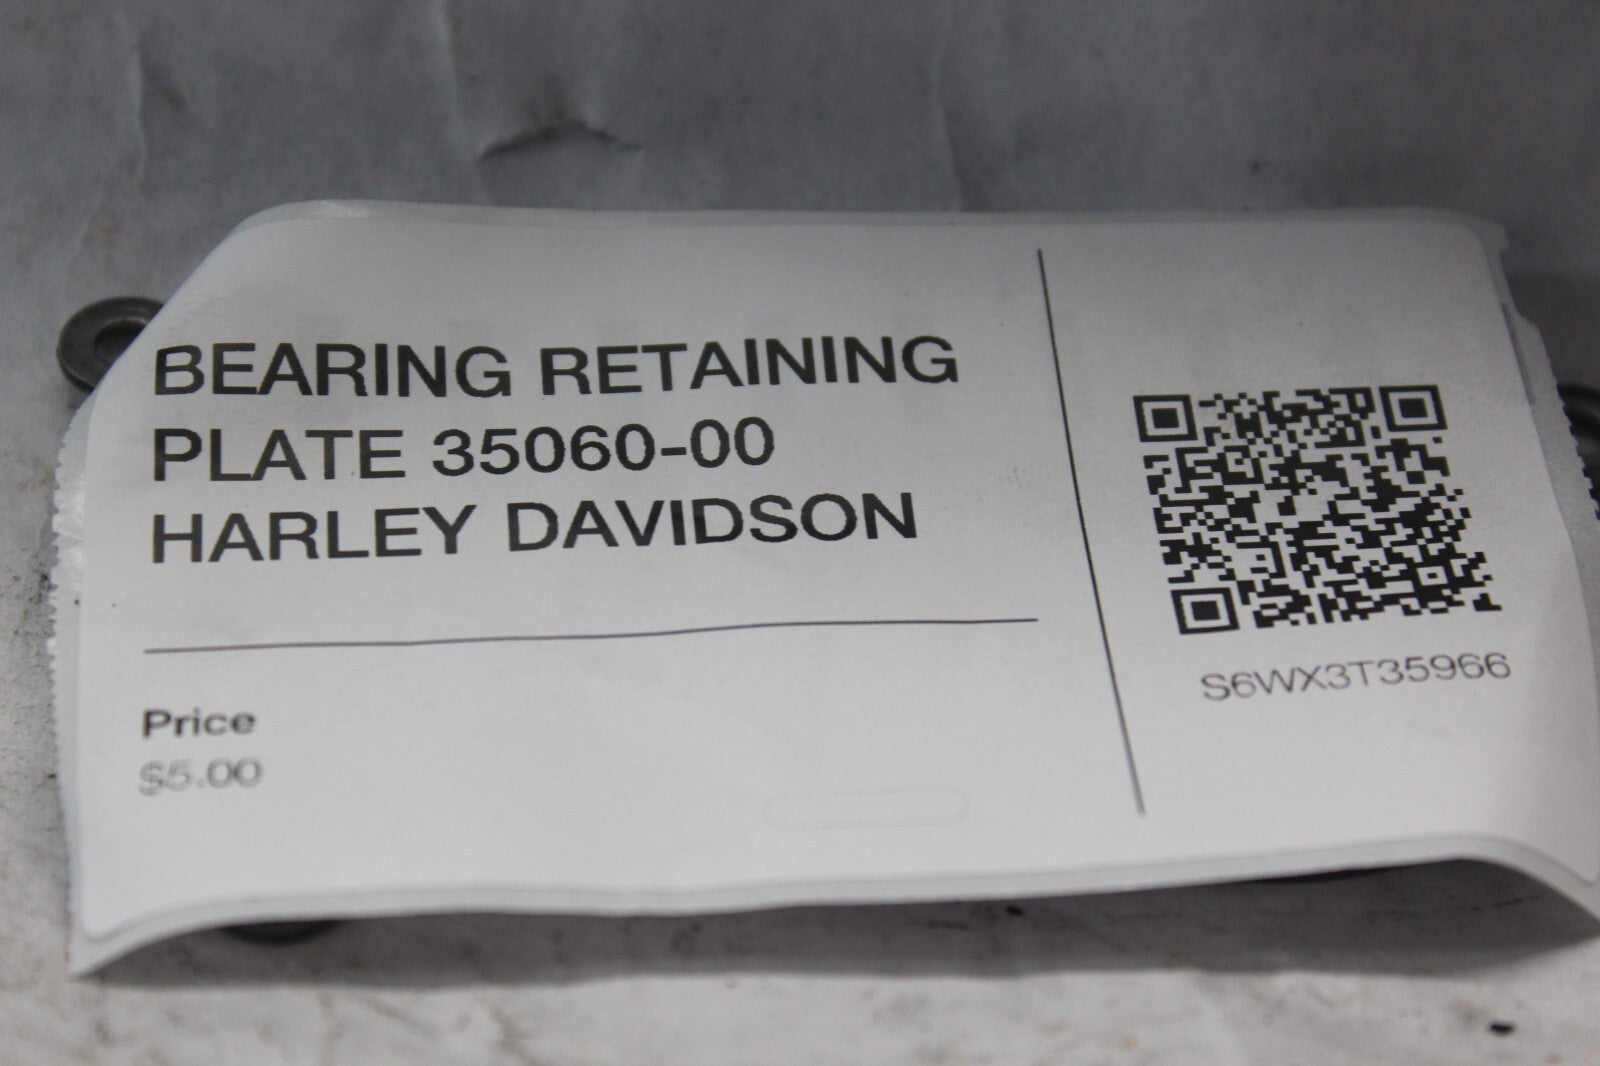 BEARING RETAINING
PLATE 35060-00
HARLEY DAVIDSON
Price
$5.00
S6WX3T35966